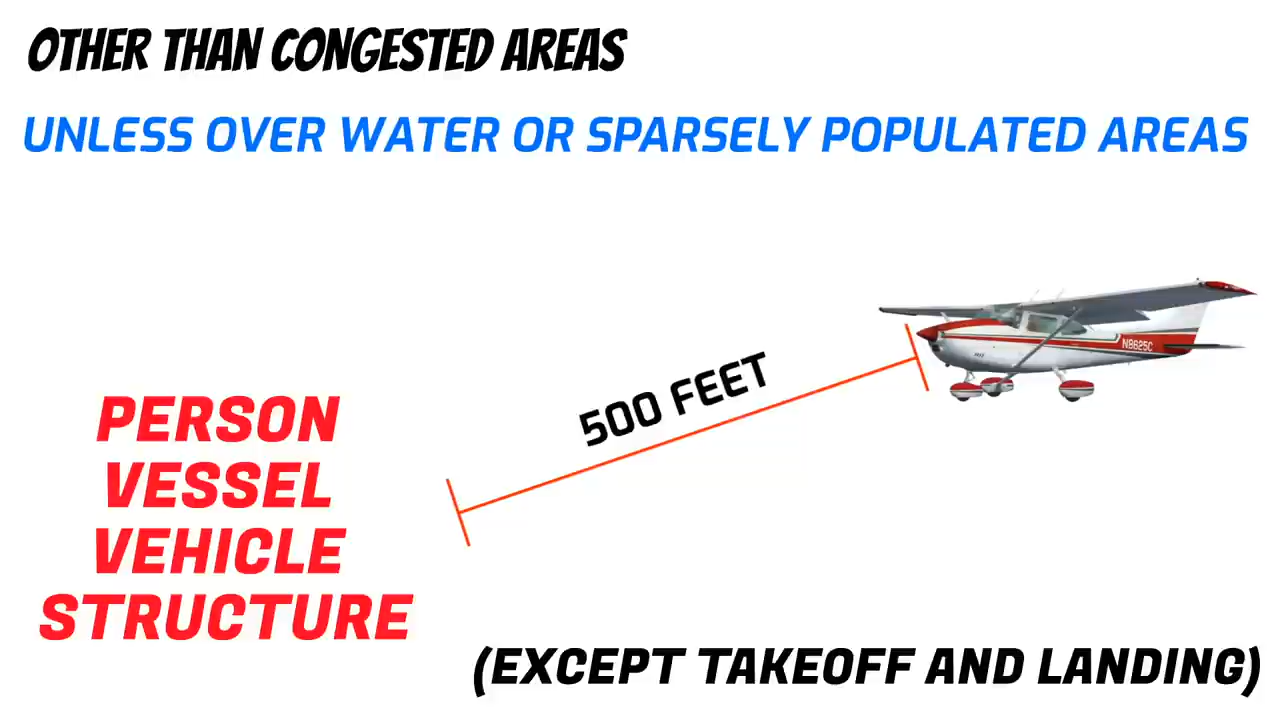 OTHER THAN CONGESTED AREAS
UNLESS OVER WATER OR SPARSELY POPULATED AREAS
500 FEET
N8625C
PERSON
VESSEL
VEHICLE
STRUCTURE
(EXCEPT TAKEOFF AND LANDING)